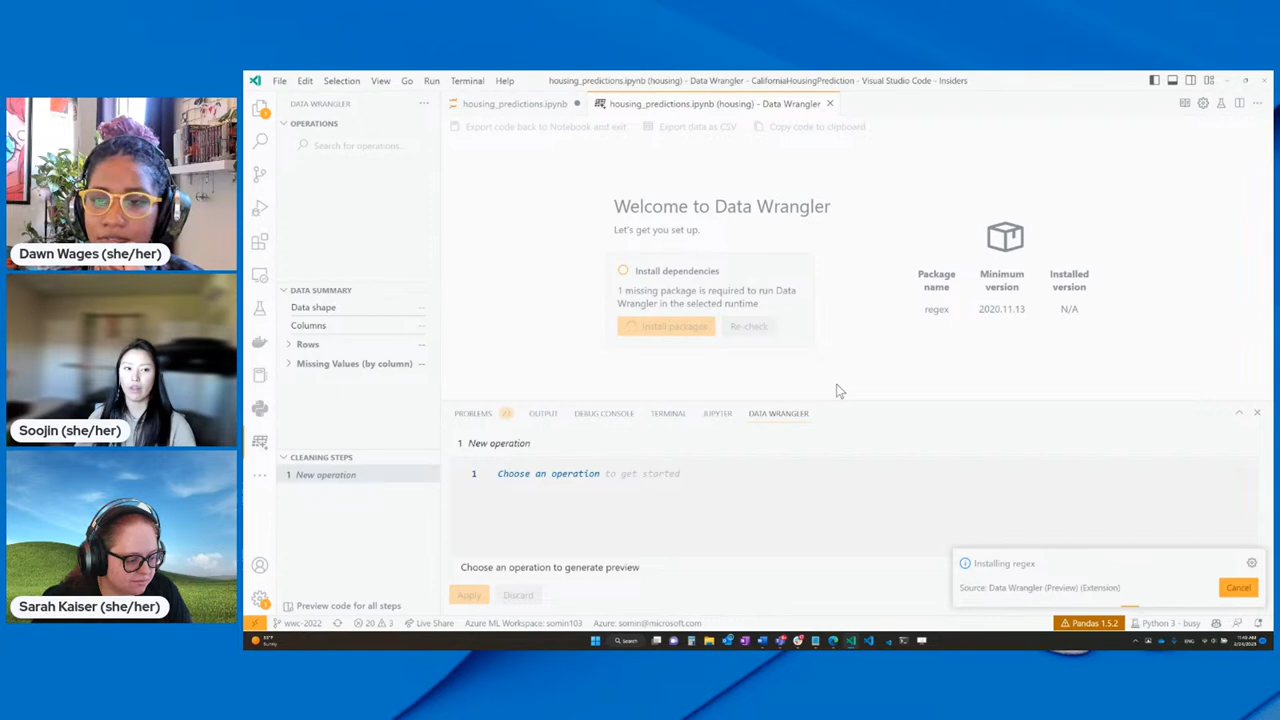 File Edit Selection View Go Run Terminal Help
housing_predictions.ipynb (housing) - Data Wrangler - CaliforniaHousingPrediction - Visual Studio Code - Insiders
DATA WRANGLER
housing_predictions.ipynb
housing_predictions.ipynb (housing) - Data Wrangler
OPERATIONS
Search for operations...
Export code back to Notebook and exit
Export data as CSV
Copy code to clipboard
Welcome to Data Wrangler
Let's get you set up.
Install dependencies
1 missing package is required to run Data
Wrangler in the selected runtime
Install packages
Re-check
Package name
Minimum version
Installed version
regex
2020.11.13
N/A
Dawn Wages (she/her)
DATA SUMMARY
Data shape --
Columns --
Rows --
Missing Values (by column) --
PROBLEMS 23 OUTPUT DEBUG CONSOLE TERMINAL JUPYTER DATA WRANGLER
1 New operation
1 Choose an operation to get started
Soojin (she/her)
CLEANING STEPS
1 New operation
Choose an operation to generate preview
Apply
Discard
Installing regex
Source: Data Wrangler (Preview) (Extension)
Cancel
Sarah Kaiser (she/her)
Preview code for all steps
wwc-2022
20 3
Live Share
Azure ML Workspace: somin103
Azure: somin@microsoft.com
Pandas 1.5.2
Python 3 - busy
Sunny
Search